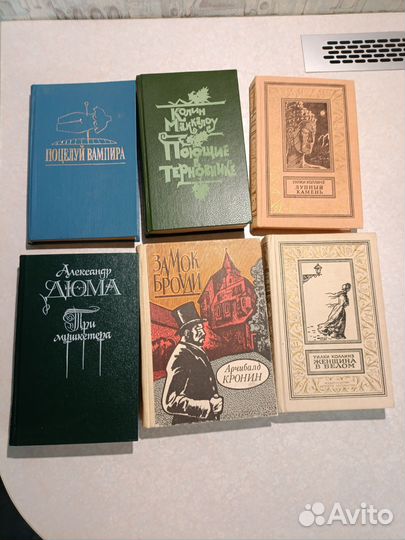 ПОЦЕЛУЙ ВАМПИРА
Колин
Маккалоу
Поющие
в
терновнике
УИЛКИ КОЛЛИНЗ
ЛУННЫЙ
КАМЕНЬ
Александр
ДЮМА
Три
мушкетера
ЗАМОК
БРОУДИ
Арчибалд
КРОНИН
УИЛКИ КОЛЛИНЗ
ЖЕНЩИНА
В БЕЛОМ
Avito